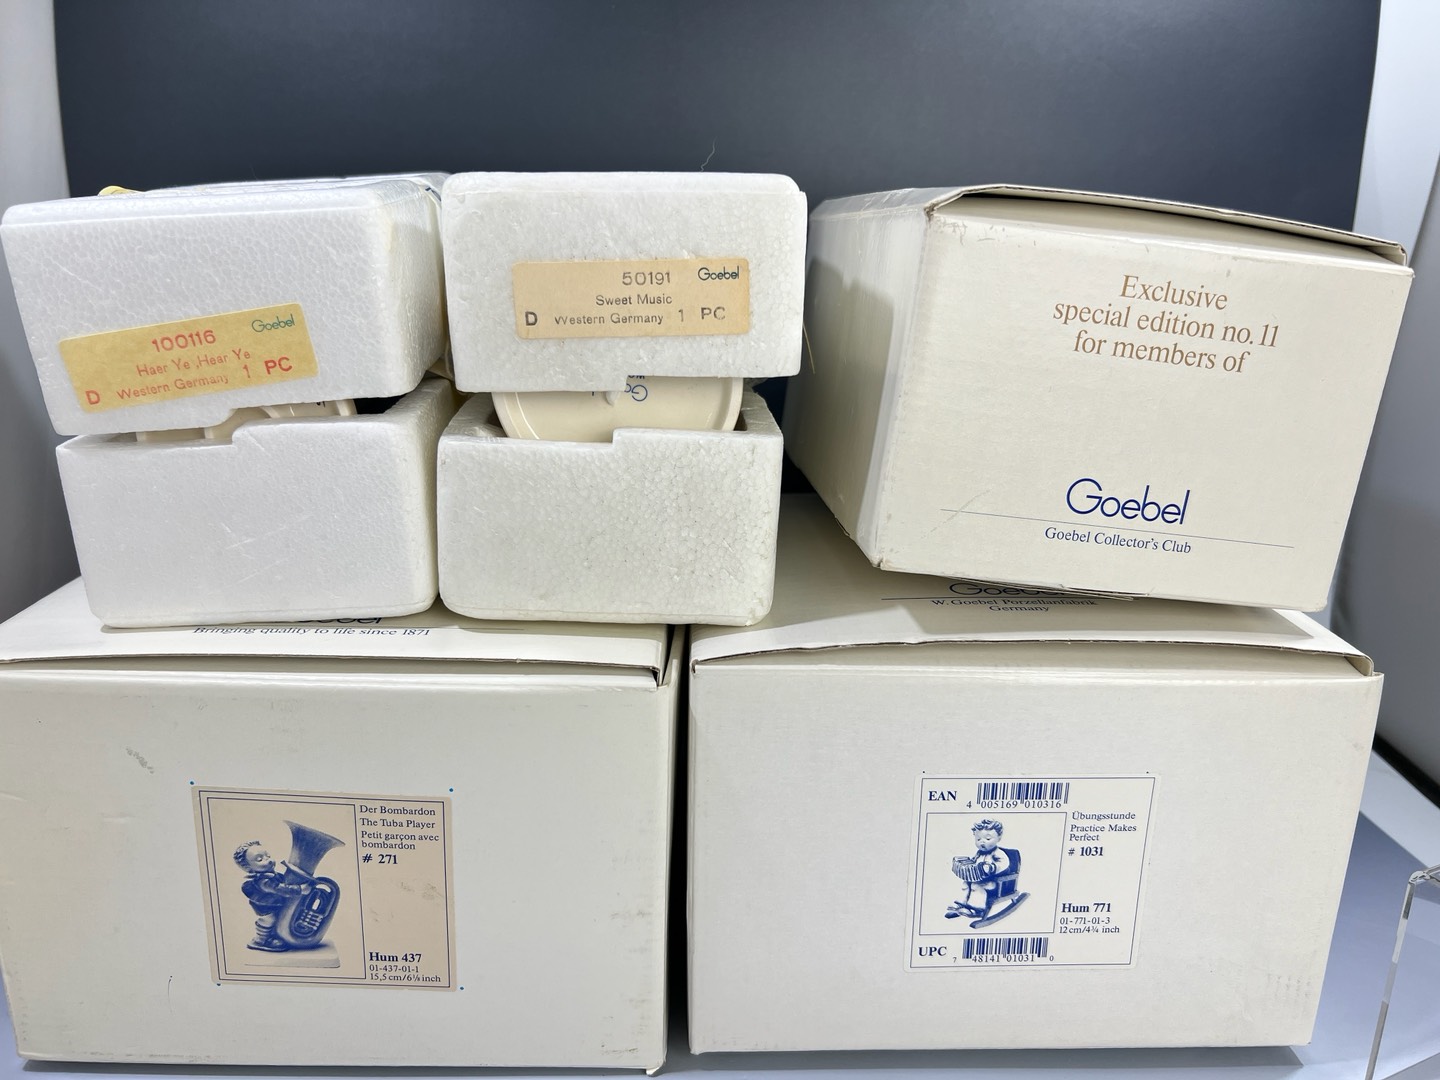 100116
Goebel
Haer Ye ,Hear Ye
D Western Germany 1 PC
50191
Goebel
Sweet Music
D Western Germany 1 PC
Goebel
Exclusive
special edition no. 11
for members of
Goebel
Goebel Collector's Club
Bringing quality to life since 1871
Goebel
W. Goebel Porzellanfabrik
Germany
Der Bombardon
The Tuba Player
Petit garçon avec
bombardon
# 271
Hum 437
01-437-01-1
15,5 cm/6⅛ inch
EAN
4 005169 010316
Übungsstunde
Practice Makes
Perfect
# 1031
Hum 771
01-771-01-3
12 cm/4¾ inch
UPC
7 48141 01031 0